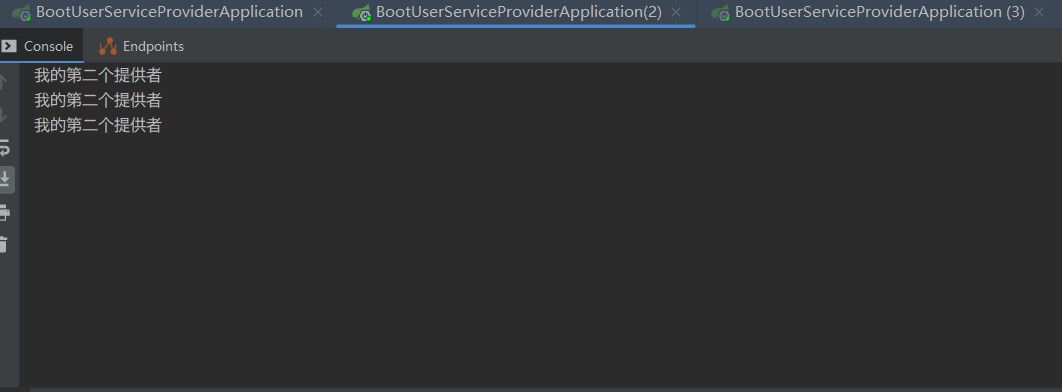 BootUserServiceProviderApplication
BootUserServiceProviderApplication(2)
BootUserServiceProviderApplication (3)
Console
Endpoints
我的第二个提供者
我的第二个提供者
我的第二个提供者